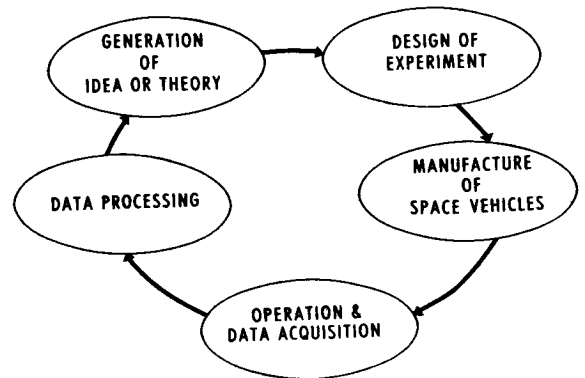 GENERATION
OF
IDEA OR THEORY
DESIGN OF
EXPERIMENT
MANUFACTURE
OF
SPACE VEHICLES
OPERATION &
DATA ACQUISITION
DATA PROCESSING